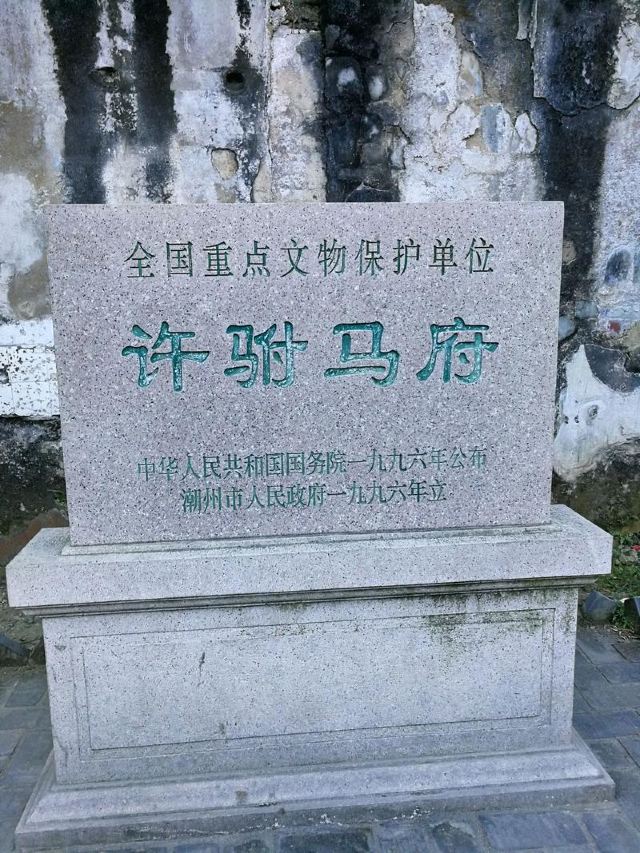 全国重点文物保护单位
许驸马府
中华人民共和国国务院一九九六年公布
潮州市人民政府一九九六年立